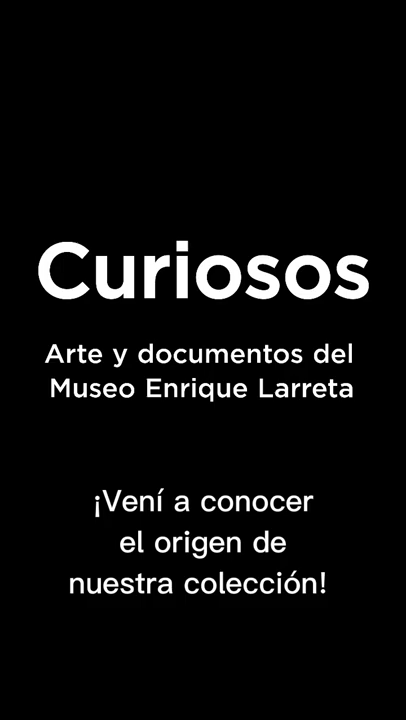 Curiosos
Arte y documentos del
Museo Enrique Larreta
¡Vení a conocer
el origen de
nuestra colección!